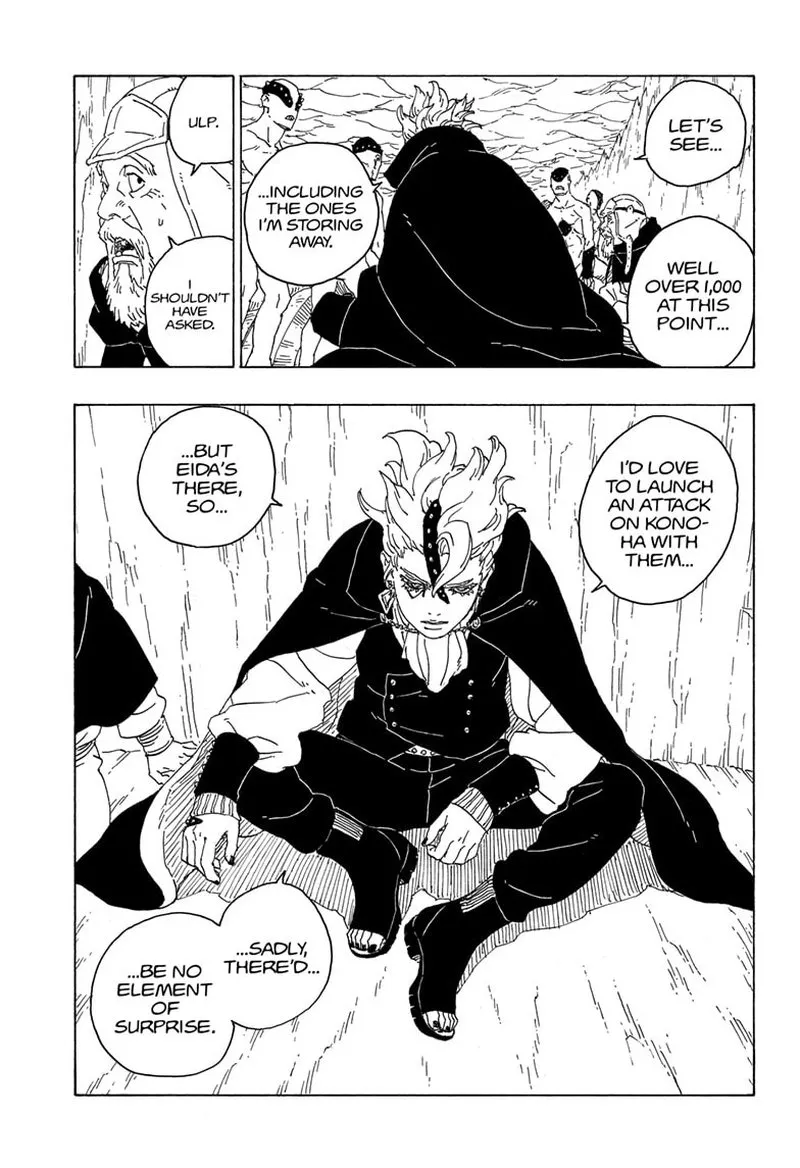 LET'S
SEE...
WELL
OVER 1,000
AT THIS
POINT...
...INCLUDING
THE ONES
I'M STORING
AWAY.
ULP.
I
SHOULDN'T
HAVE
ASKED.
I'D LOVE
TO LAUNCH
AN ATTACK
ON KONO-
HA WITH
THEM...
...BUT
EIDA'S
THERE,
SO...
...SADLY,
THERE'D...
...BE NO
ELEMENT
OF
SURPRISE.